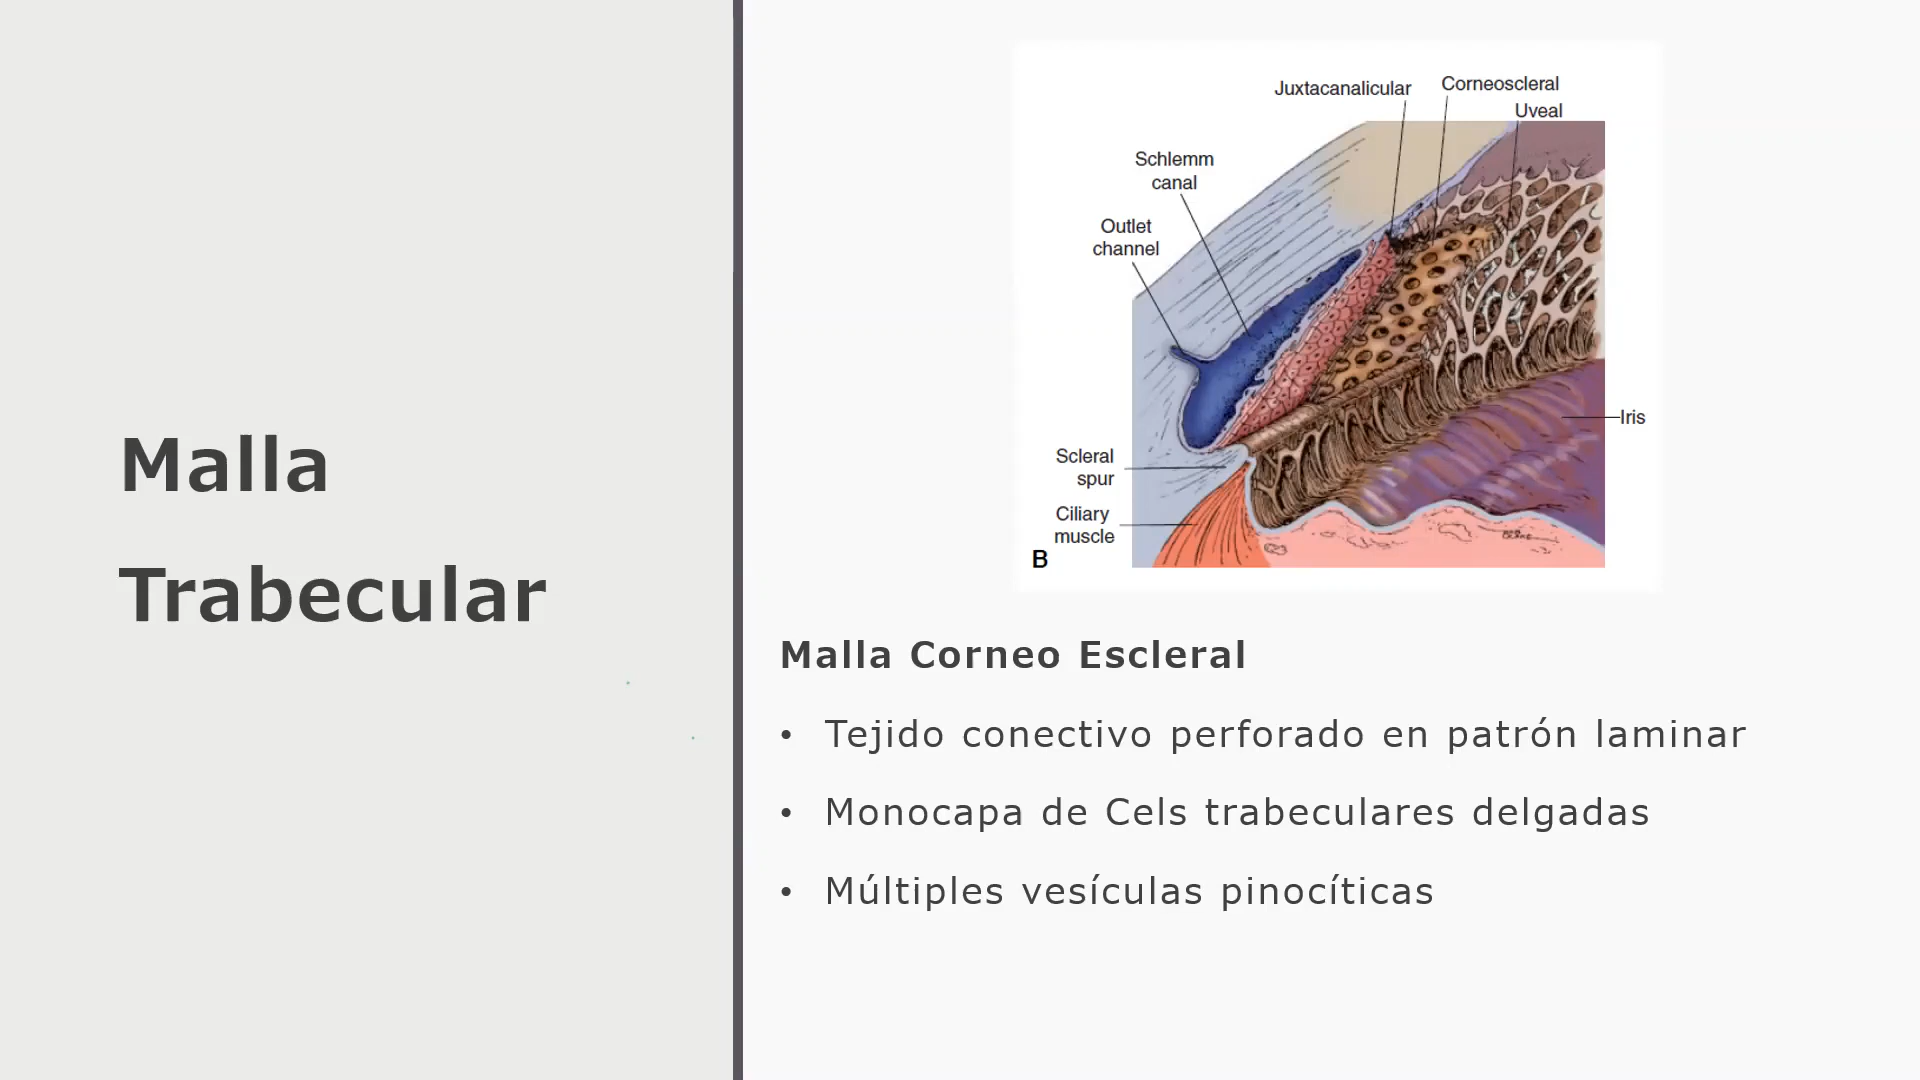 Malla
Trabecular
Juxtacanalicular
Corneoscleral
Uveal
Schlemm
canal
Outlet
channel
Iris
Scleral
spur
Ciliary
muscle
B
Malla Corneo Escleral
• Tejido conectivo perforado en patrón laminar
• Monocapa de Cels trabeculares delgadas
• Múltiples vesículas pinocíticas